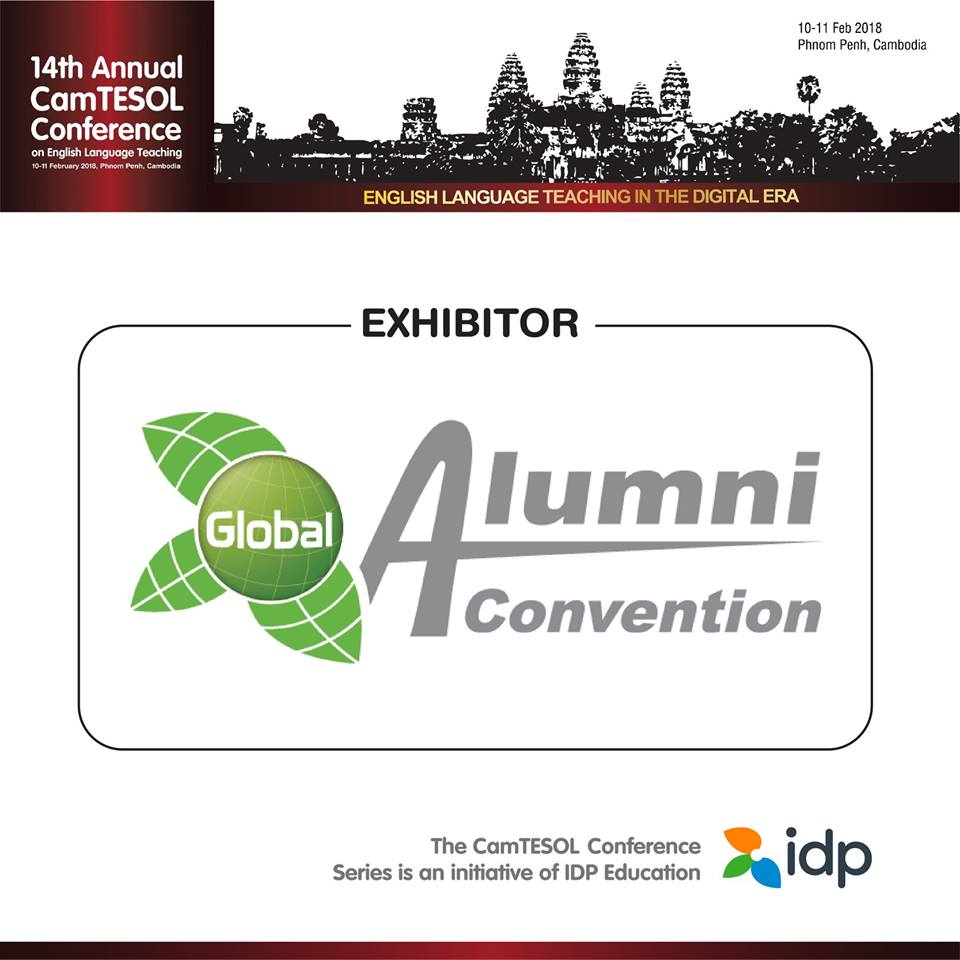 14th Annual
CamTESOL
Conference
on English Language Teaching
10-11 February 2018, Phnom Penh, Cambodia
10-11 Feb 2018
Phnom Penh, Cambodia
ENGLISH LANGUAGE TEACHING IN THE DIGITAL ERA
EXHIBITOR
Global
Alumni
Convention
The CamTESOL Conference
Series is an initiative of IDP Education
idp